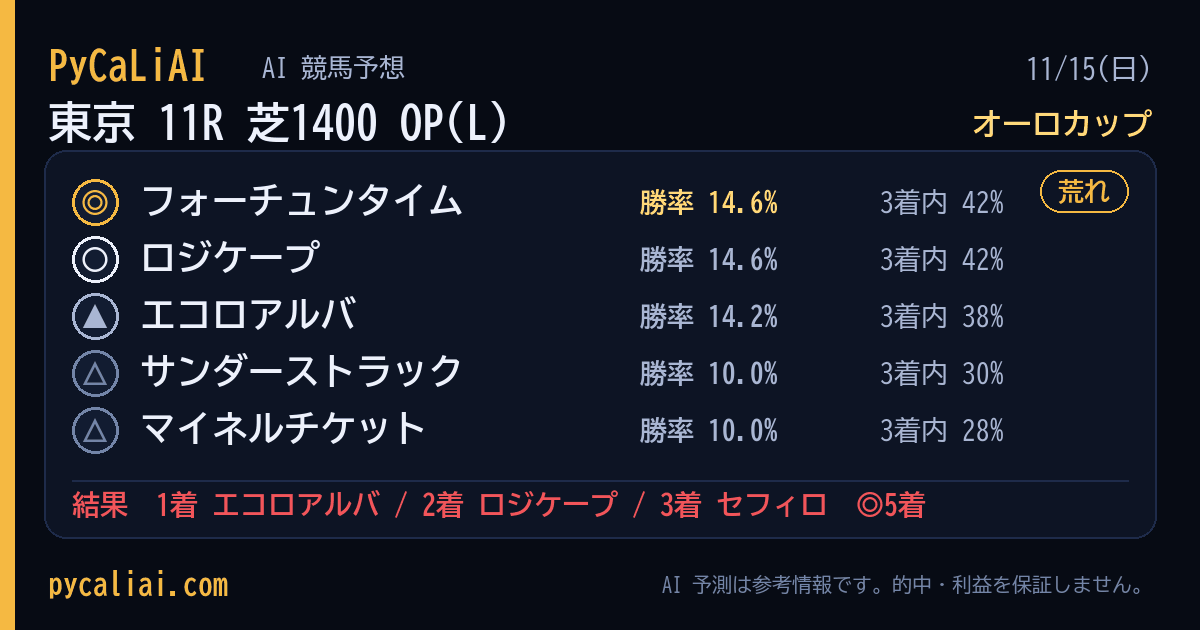 PyCaLiAI AI 競馬予想 11/15(日)
東京 11R 芝1400 OP(L) オーロカップ
◎ フォーチュンタイム 勝率 14.6% 3着内 42% 荒れ
○ ロジケープ 勝率 14.6% 3着内 42%
▲ エコロアルバ 勝率 14.2% 3着内 38%
△ サンダーストラック 勝率 10.0% 3着内 30%
△ マイネルチケット 勝率 10.0% 3着内 28%
結果 1着 エコロアルバ / 2着 ロジケープ / 3着 セフィロ ◎5着
pycaliai.com AI 予測は参考情報です。的中・利益を保証しません。